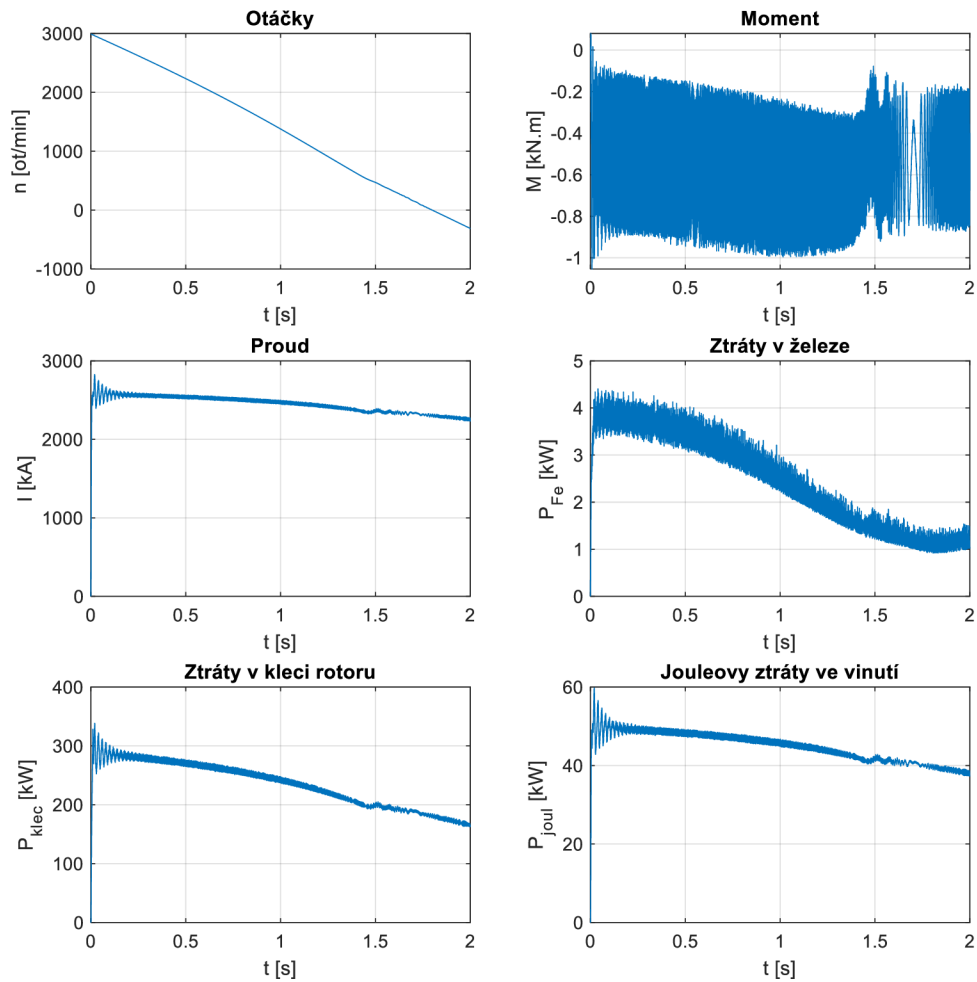 Otáčky
3000
2000
1000
0
-1000
n [ot/min]
0 0.5 1 1.5 2
t [s]
Moment
0
-0.2
-0.4
-0.6
-0.8
-1
M [kN.m]
0 0.5 1 1.5 2
t [s]
Proud
3000
2000
1000
0
I [kA]
0 0.5 1 1.5 2
t [s]
Ztráty v železe
5
4
3
2
1
0
P_Fe [kW]
0 0.5 1 1.5 2
t [s]
Ztráty v kleci rotoru
400
300
200
100
0
P_klec [kW]
0 0.5 1 1.5 2
t [s]
Jouleovy ztráty ve vinutí
60
40
20
0
P_joul [kW]
0 0.5 1 1.5 2
t [s]